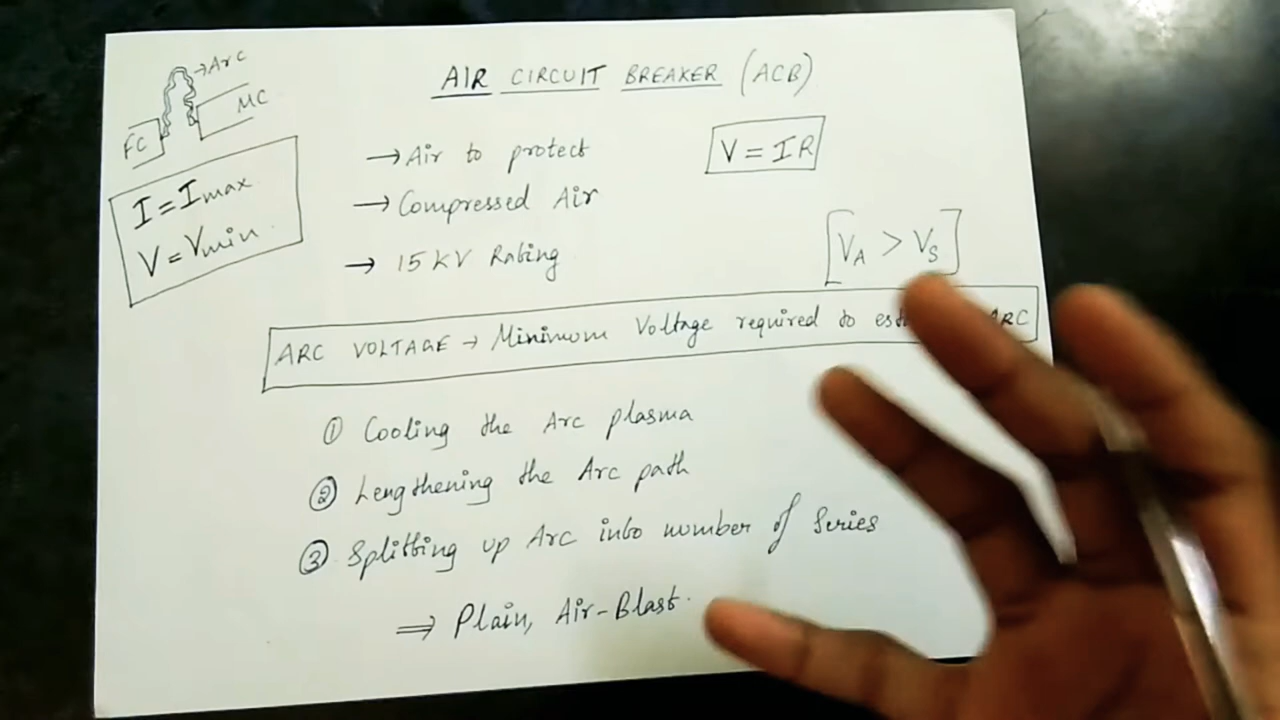 AIR CIRCUIT BREAKER (ACB)
→ Arc
MC
FC
I = Imax
V = Vmin
→ Air to protect
→ Compressed Air
→ 15 kV Rating
V = IR
VA > VS
ARC VOLTAGE → Minimum Voltage required to ARC
① Cooling the Arc plasma
② Lengthening the Arc path
③ Splitting up Arc into number of Series
⇒ Plain, Air-Blast.